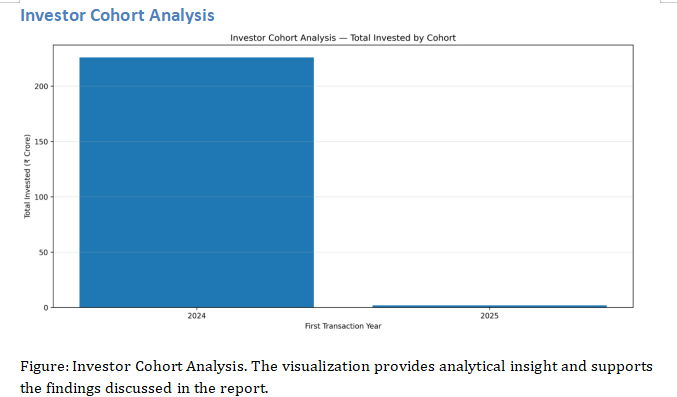 Investor Cohort Analysis
Investor Cohort Analysis — Total Invested by Cohort
Total Invested (₹ Crore)
200
150
100
50
0
2024
2025
First Transaction Year
Figure: Investor Cohort Analysis. The visualization provides analytical insight and supports
the findings discussed in the report.